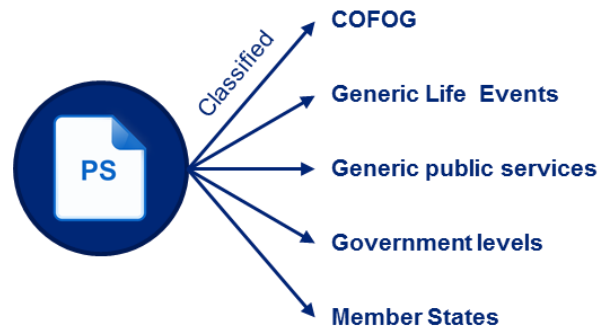 COFOG
Classified
Generic Life Events
PS
Generic public services
Government levels
Member States